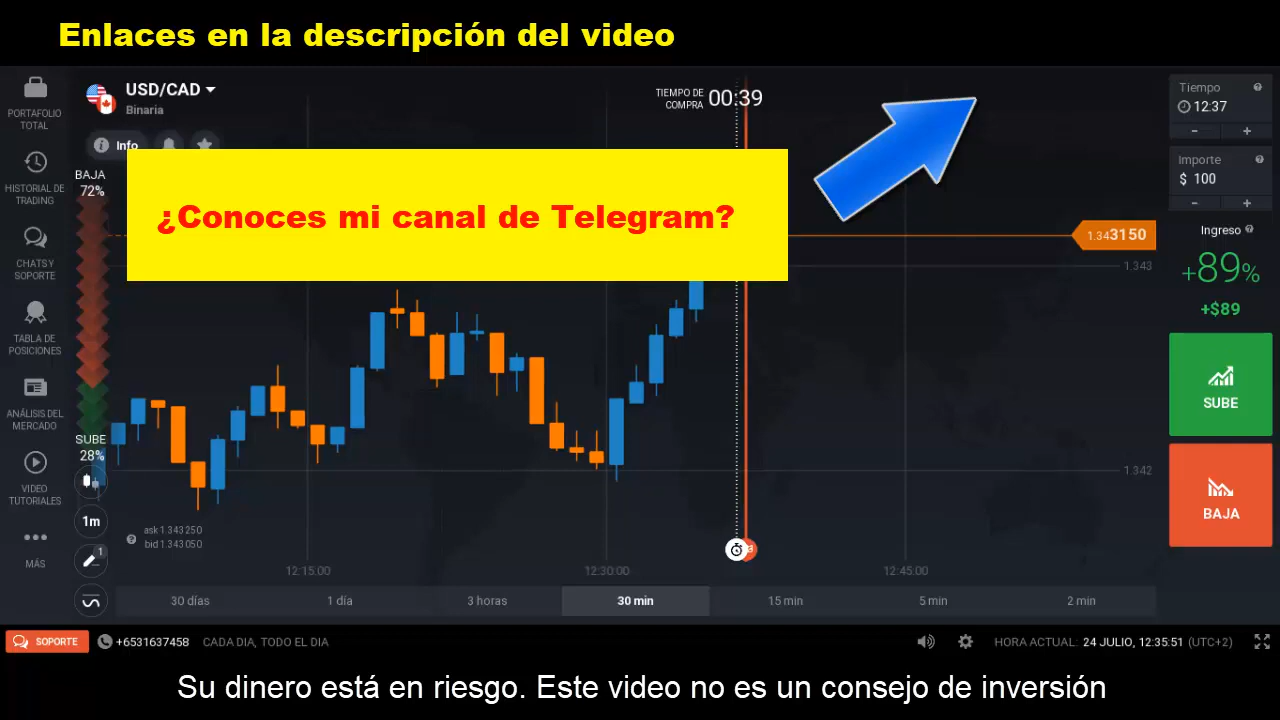 Enlaces en la descripción del video
PORTAFOLIO
TOTAL
USD/CAD
Binaria
TIEMPO DE
COMPRA
00:39
Tiempo
12:37
-
+
Info
HISTORIAL DE
TRADING
BAJA
72%
¿Conoces mi canal de Telegram?
Importe
$ 100
-
+
CHATS Y
SOPORTE
1.343150
1.343
Ingreso
+89%
+$89
TABLA DE
POSICIONES
SUBE
ANÁLISIS DEL
MERCADO
SUBE
28%
1.342
VIDEO
TUTORIALES
1m
ask 1.343250
bid 1.343050
BAJA
1
MÁS
12:15:00
12:30:00
12:45:00
30 días
1 día
3 horas
30 min
15 min
5 min
2 min
SOPORTE
+6531637458
CADA DIA, TODO EL DIA
HORA ACTUAL: 24 JULIO, 12:35:51 (UTC+2)
Su dinero está en riesgo. Este video no es un consejo de inversión